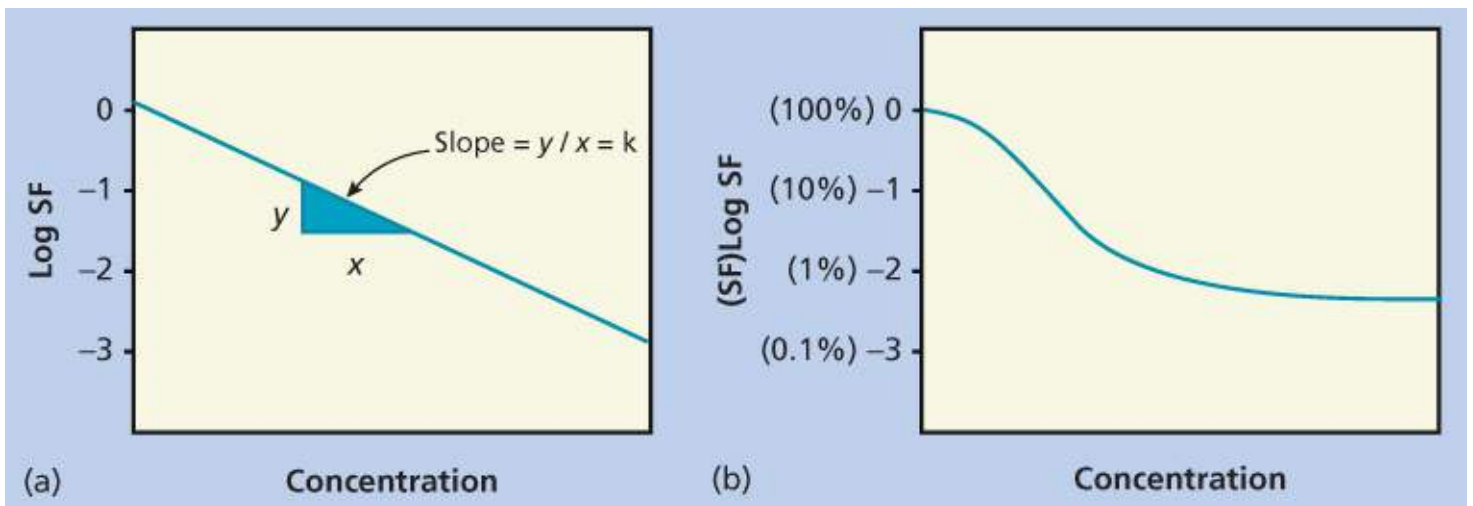 0
−1
−2
−3
Log SF
Slope = y / x = k
y
x
(a)
Concentration
(100%) 0
(10%) −1
(1%) −2
(0.1%) −3
(SF)Log SF
(b)
Concentration